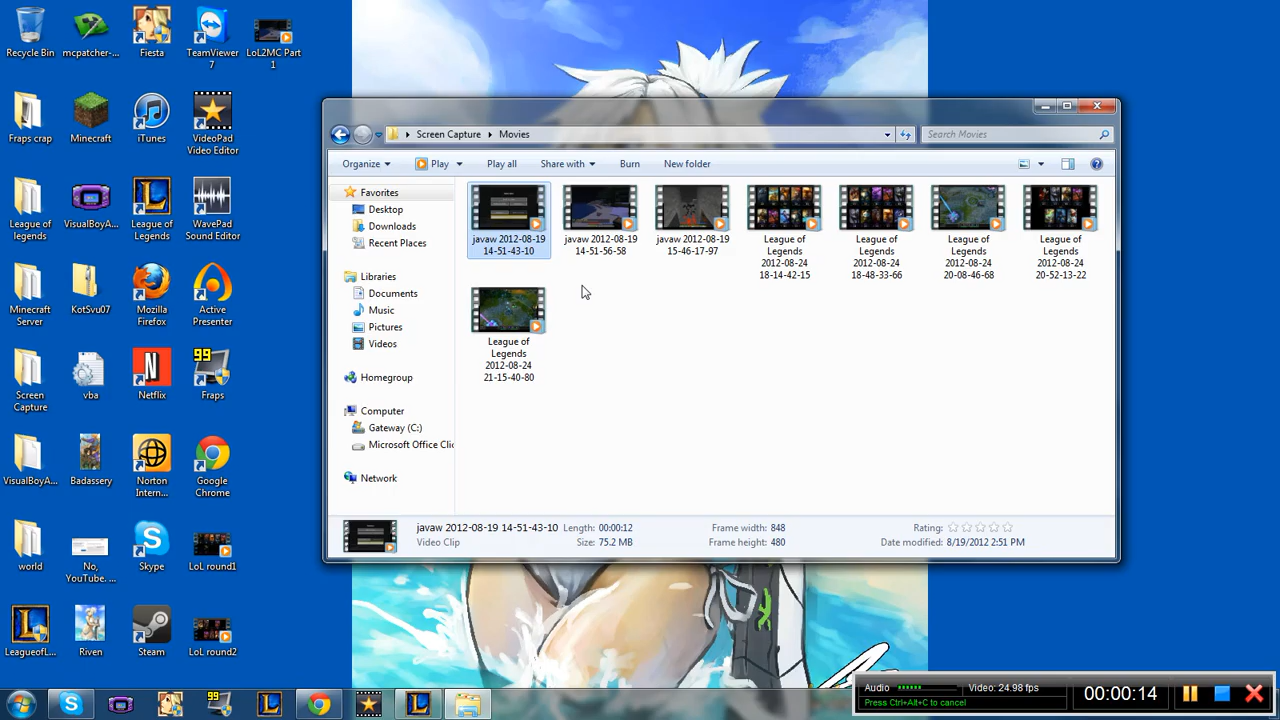 Recycle Bin
mcpatcher-...
Fiesta
TeamViewer
7
LoL2MC Part
1
Fraps crap
Minecraft
iTunes
VideoPad
Video Editor
League of
legends
VisualBoyA...
League of
Legends
WavePad
Sound Editor
Minecraft
Server
KotSvu07
Mozilla
Firefox
Active
Presenter
Screen
Capture
vba
Netflix
99
Fraps
VisualBoyA...
Badassery
Norton
Intern...
Google
Chrome
world
No,
YouTube. ...
Skype
LoL round1
LeagueofL...
Riven
Steam
LoL round2
Screen Capture
Movies
Search Movies
Organize
Play
Play all
Share with
Burn
New folder
Favorites
Desktop
Downloads
Recent Places
Libraries
Documents
Music
Pictures
Videos
Homegroup
Computer
Gateway (C:)
Microsoft Office Clic
Network
javaw 2012-08-19
14-51-43-10
javaw 2012-08-19
14-51-56-58
javaw 2012-08-19
15-46-17-97
League of
Legends
2012-08-24
18-14-42-15
League of
Legends
2012-08-24
18-48-33-66
League of
Legends
2012-08-24
20-08-46-68
League of
Legends
2012-08-24
20-52-13-22
League of
Legends
2012-08-24
21-15-40-80
javaw 2012-08-19 14-51-43-10
Video Clip
Length: 00:00:12
Size: 75.2 MB
Frame width: 848
Frame height: 480
Rating:
Date modified: 8/19/2012 2:51 PM
99
Audio
Video: 24.98 fps
Press Ctrl+Alt+C to cancel
00:00:14